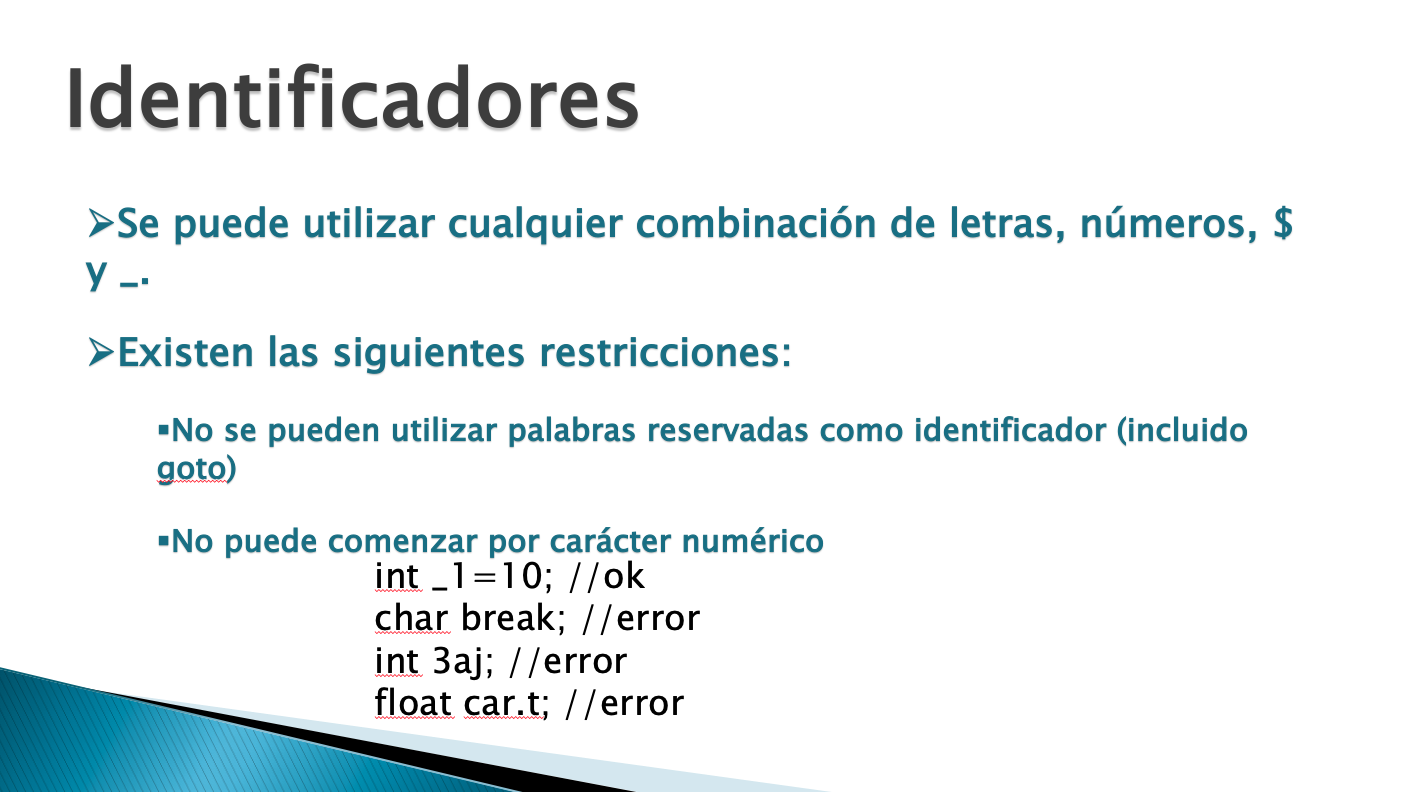 Identificadores
➢Se puede utilizar cualquier combinación de letras, números, $
y _.
➢Existen las siguientes restricciones:
▪No se pueden utilizar palabras reservadas como identificador (incluido
goto)
▪No puede comenzar por carácter numérico
int _1=10; //ok
char break; //error
int 3aj; //error
float car.t; //error